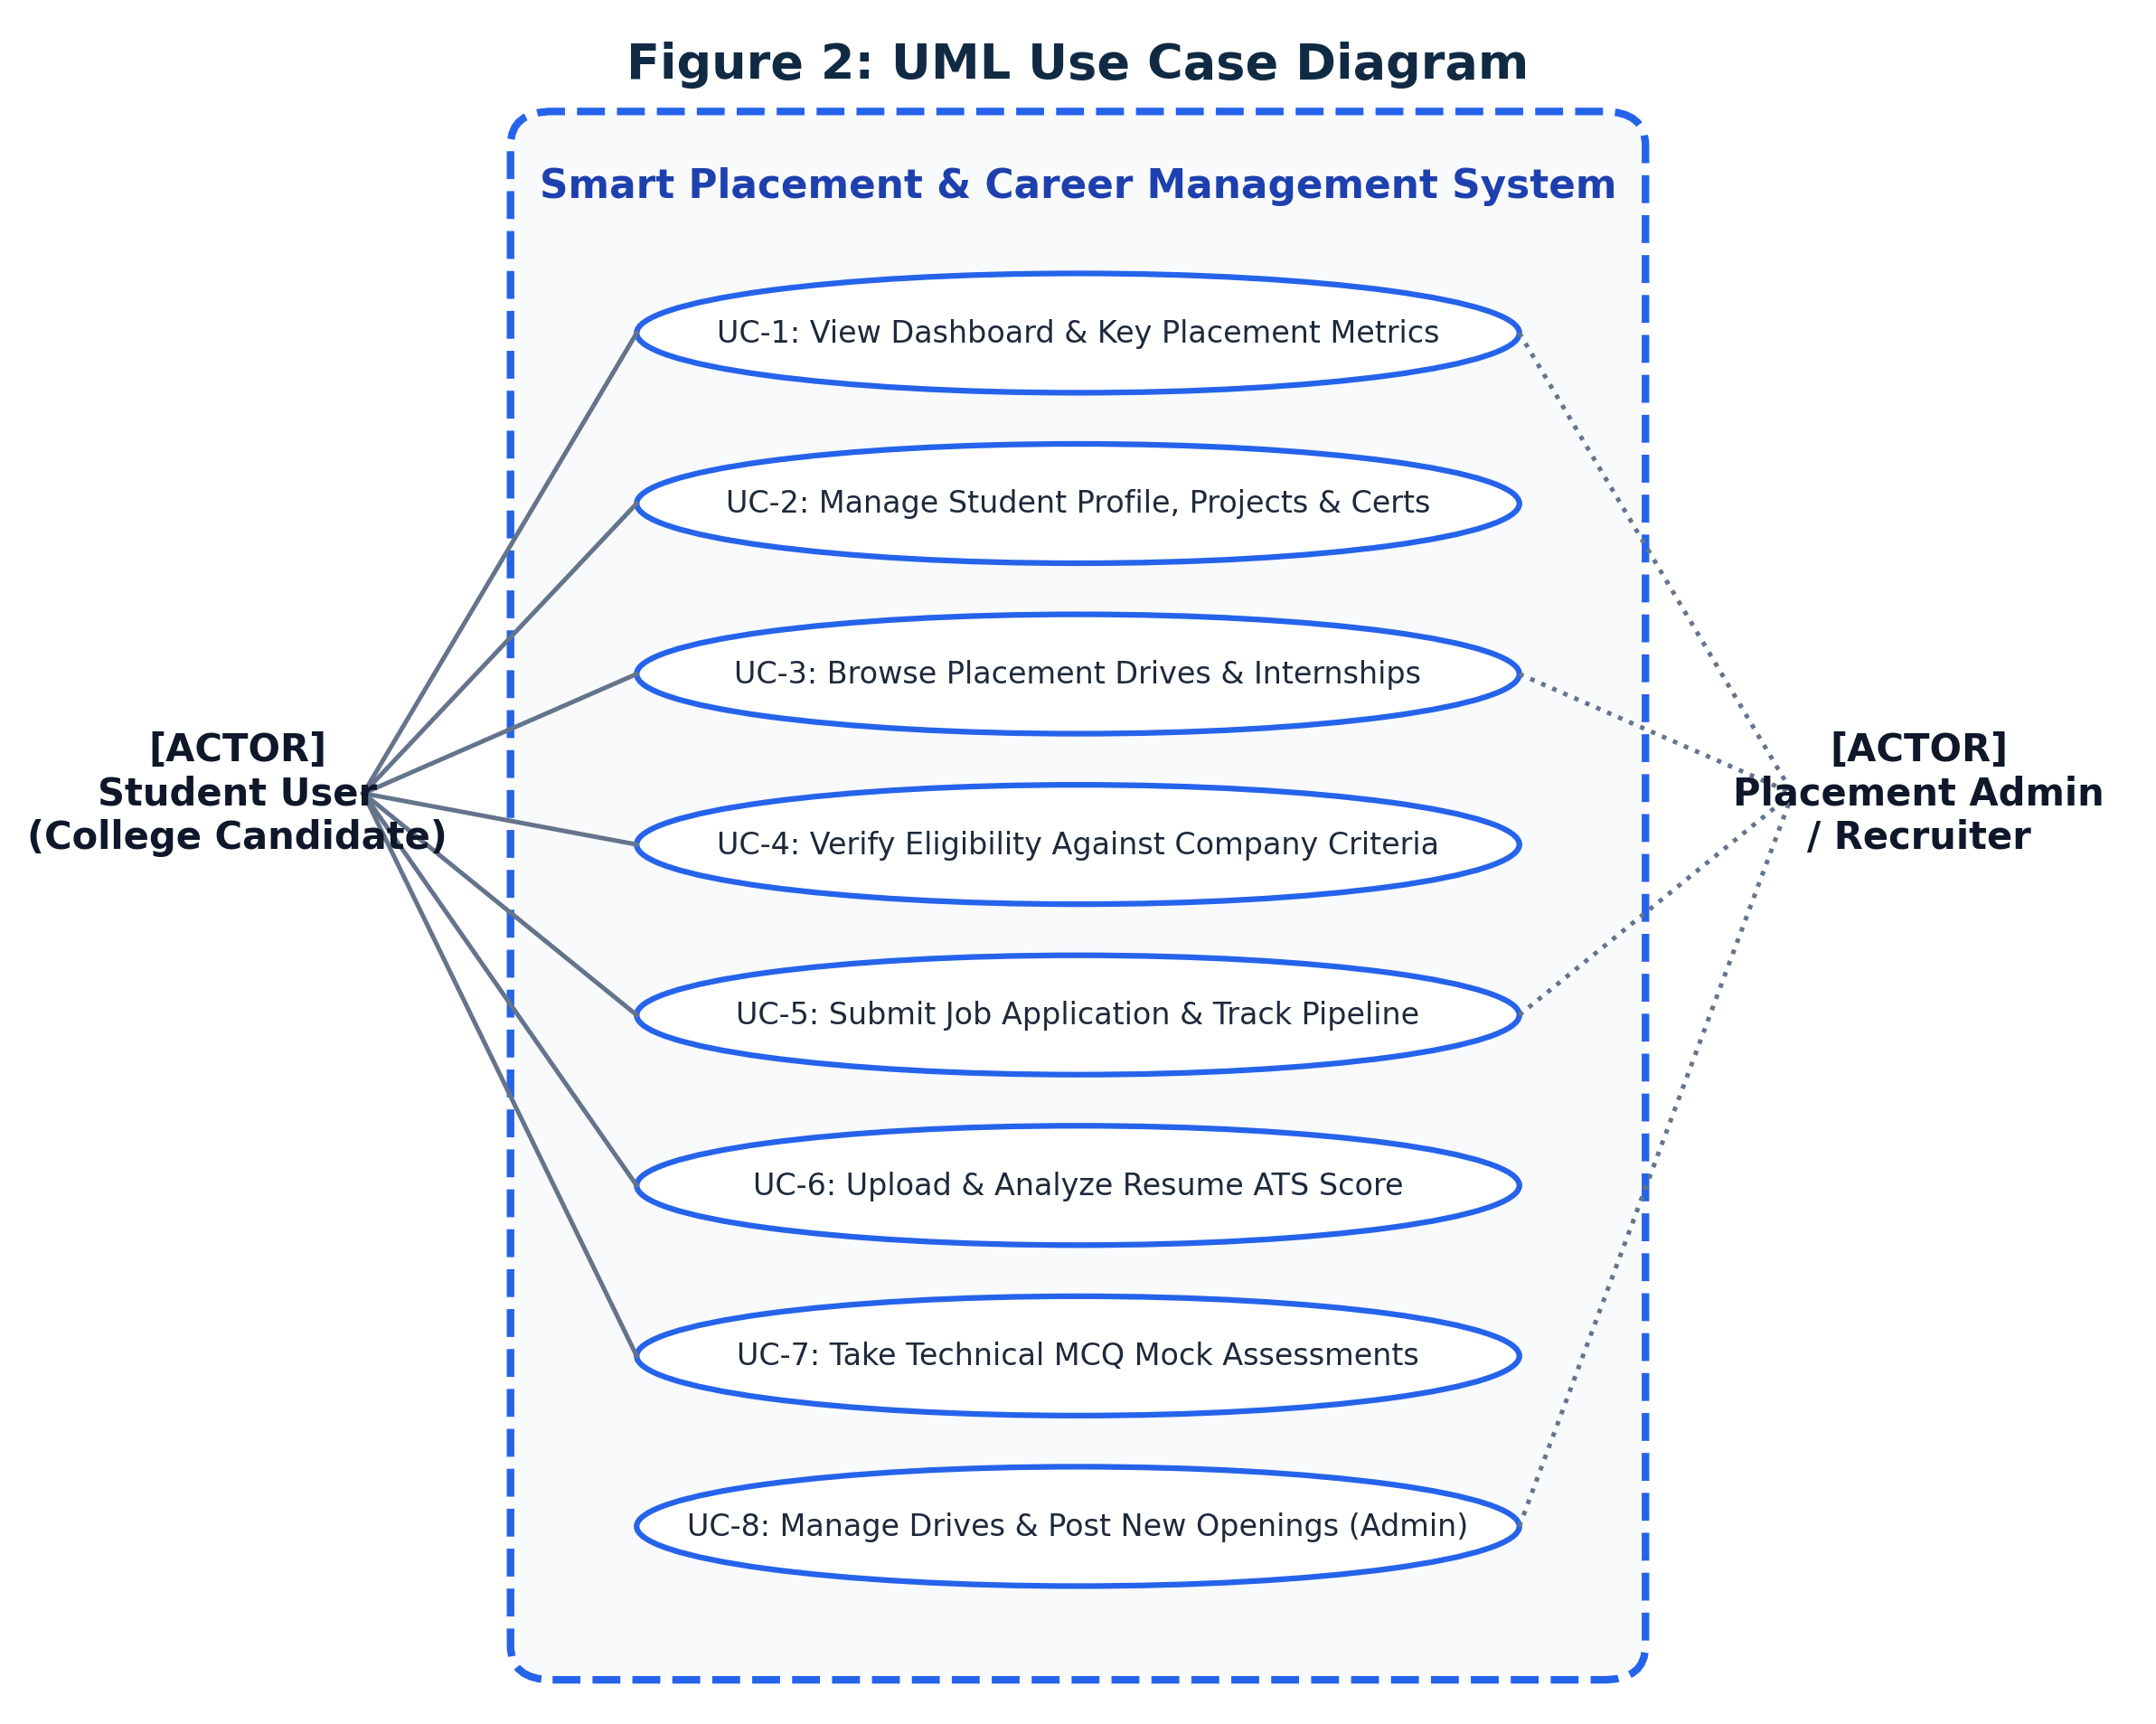 Figure 2: UML Use Case Diagram
Smart Placement & Career Management System
UC-1: View Dashboard & Key Placement Metrics
UC-2: Manage Student Profile, Projects & Certs
UC-3: Browse Placement Drives & Internships
[ACTOR]
Student User
(College Candidate)
[ACTOR]
Placement Admin
/ Recruiter
UC-4: Verify Eligibility Against Company Criteria
UC-5: Submit Job Application & Track Pipeline
UC-6: Upload & Analyze Resume ATS Score
UC-7: Take Technical MCQ Mock Assessments
UC-8: Manage Drives & Post New Openings (Admin)